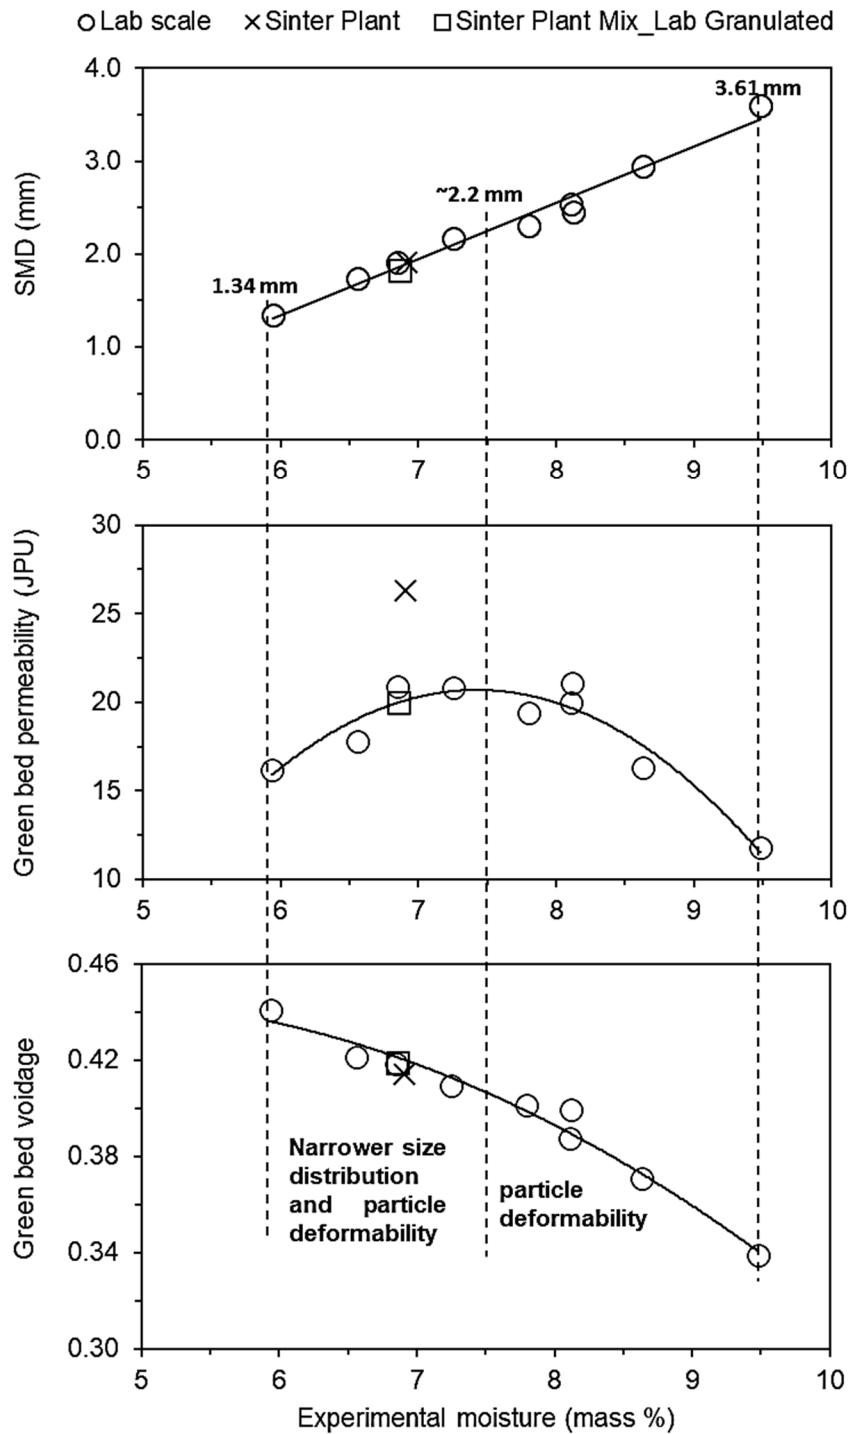 Lab scale Sinter Plant Sinter Plant Mix_Lab Granulated
4.0
3.0
2.0
1.0
0.0
SMD (mm)
3.61 mm
~2.2 mm
1.34 mm
5 6 7 8 9 10
30
25
20
15
10
Green bed permeability (JPU)
5 6 7 8 9 10
0.46
0.42
0.38
0.34
0.30
Green bed voidage
Narrower size
distribution
and particle
deformability
particle
deformability
5 6 7 8 9 10
Experimental moisture (mass %)